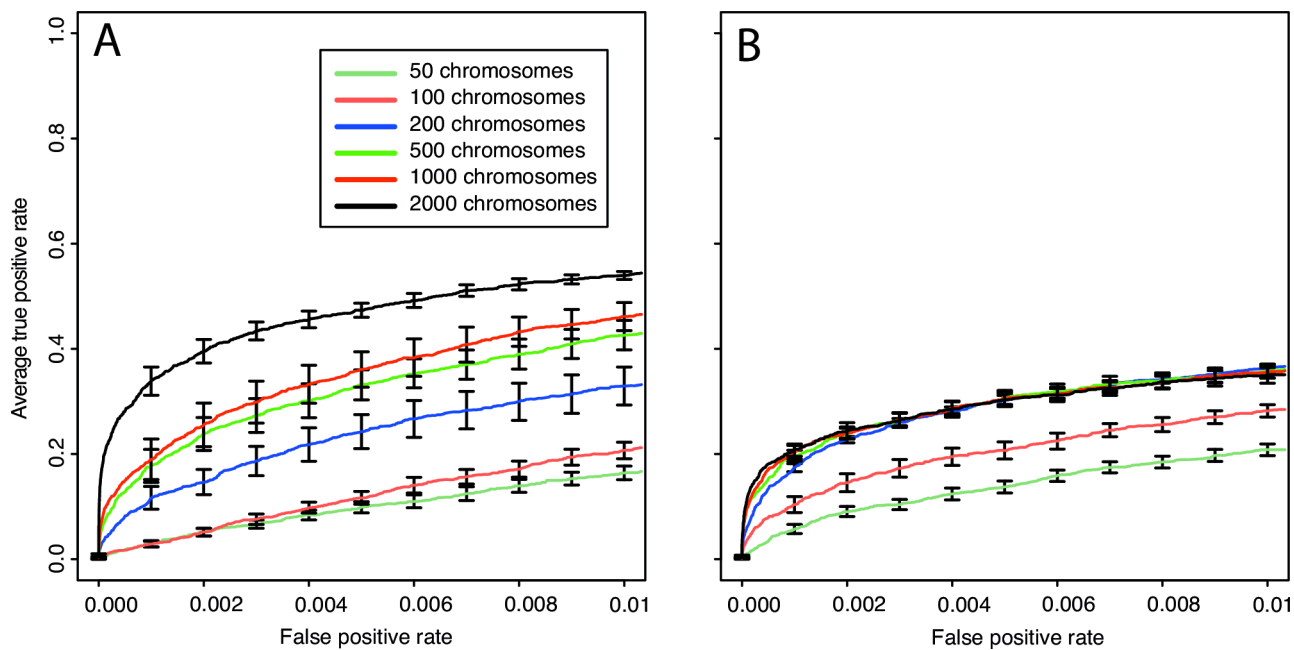 A
B
50 chromosomes
100 chromosomes
200 chromosomes
500 chromosomes
1000 chromosomes
2000 chromosomes
Average true positive rate
1.0
0.8
0.6
0.4
0.2
0.0
0.000 0.002 0.004 0.006 0.008 0.01
0.000 0.002 0.004 0.006 0.008 0.01
False positive rate
False positive rate